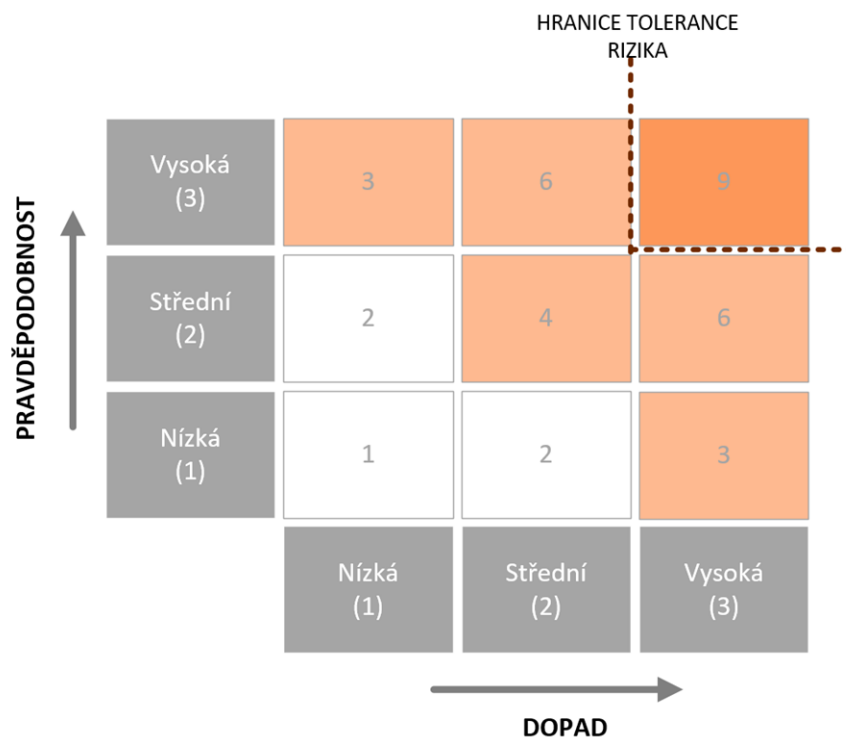 HRANICE TOLERANCE
RIZIKA
PRAVDĚPODOBNOST
Vysoká
(3)
3
6
9
Střední
(2)
2
4
6
Nízká
(1)
1
2
3
Nízká
(1)
Střední
(2)
Vysoká
(3)
DOPAD